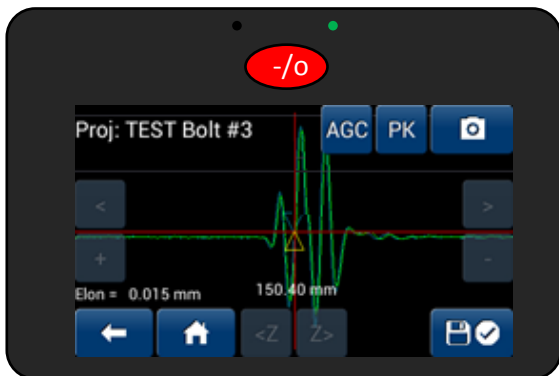 -/o
Proj: TEST Bolt #3
AGC
PK
<
>
+
-
Elon = 0.015 mm
150.40 mm
<Z
Z>